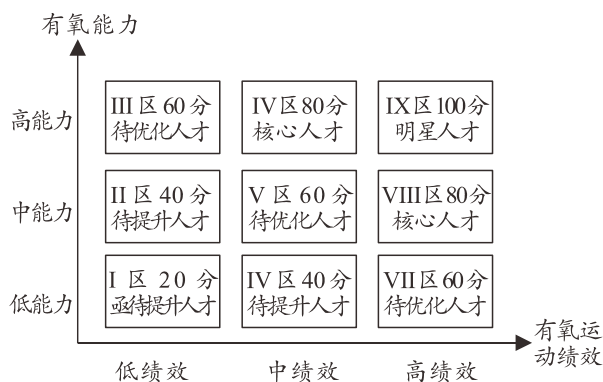 有氧能力
高能力
III区60分
待优化人才
IV区80分
核心人才
IX区100分
明星人才
中能力
II区40分
待提升人才
V区60分
待优化人才
VIII区80分
核心人才
低能力
I区20分
亟待提升人才
IV区40分
待提升人才
VII区60分
待优化人才
低绩效
中绩效
高绩效
有氧运
动绩效